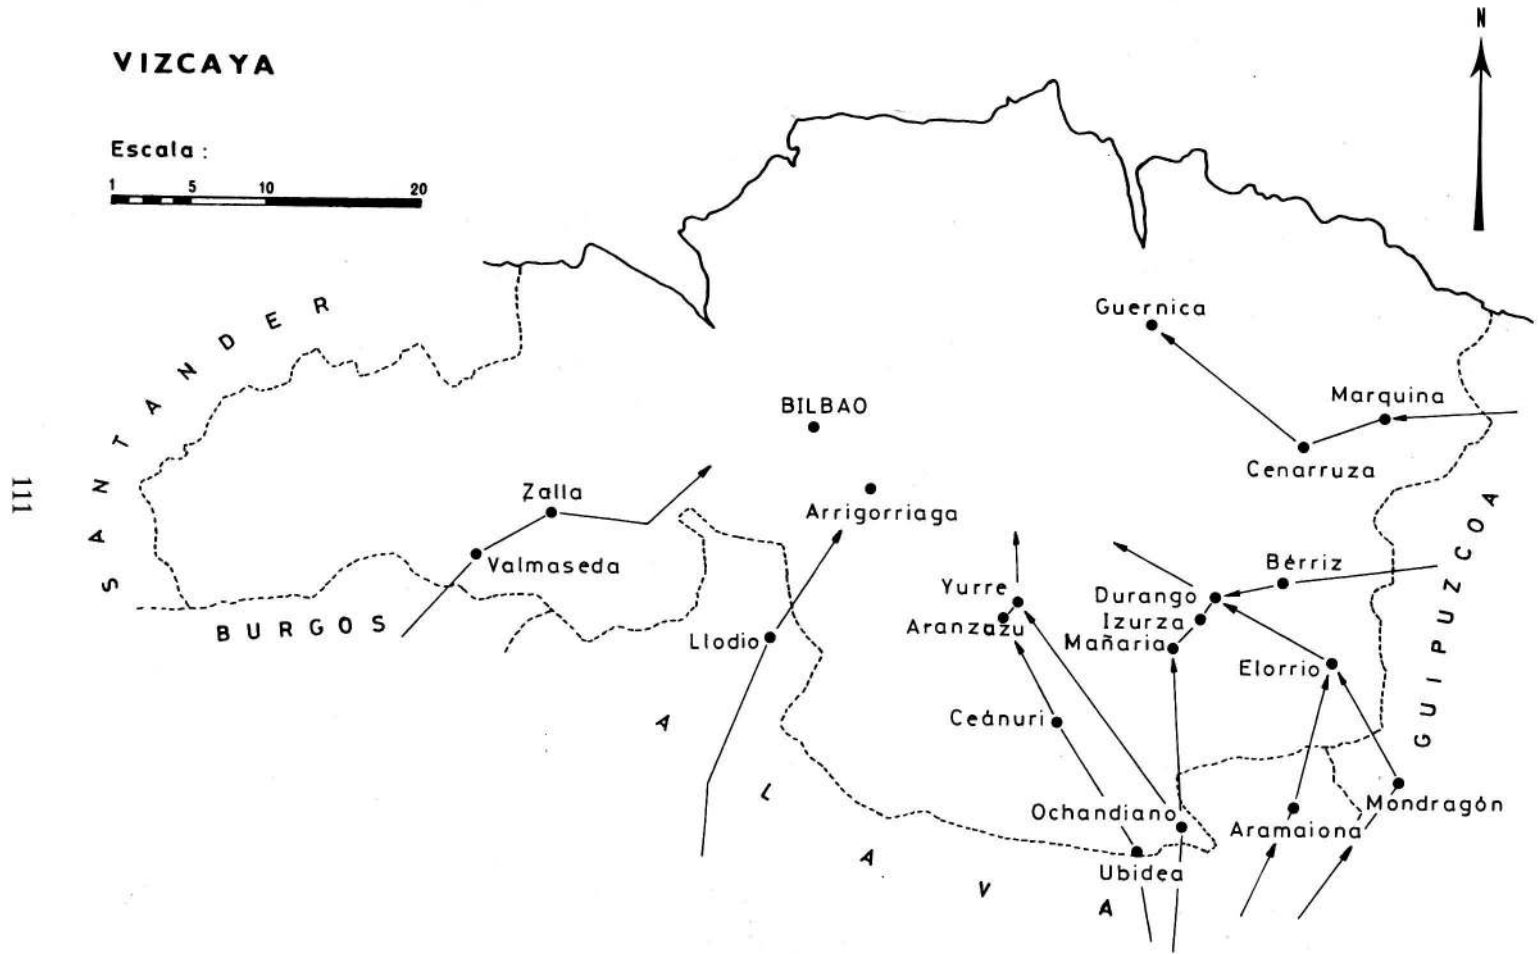 VIZCAYA
N
Escala :
1 5 10 20
SANTANDER
Guernica
Marquina
BILBAO
Cenarruza
111
Zalla
Arrigorriaga
Valmaseda
GUIPUZCOA
Bérriz
Yurre
Durango
BURGOS
Aranzazu
Izurza
Llodio
Mañaria
Elorrio
Ceánuri
ALAVA
Ochandiano
Mondragón
Aramaiona
Ubidea